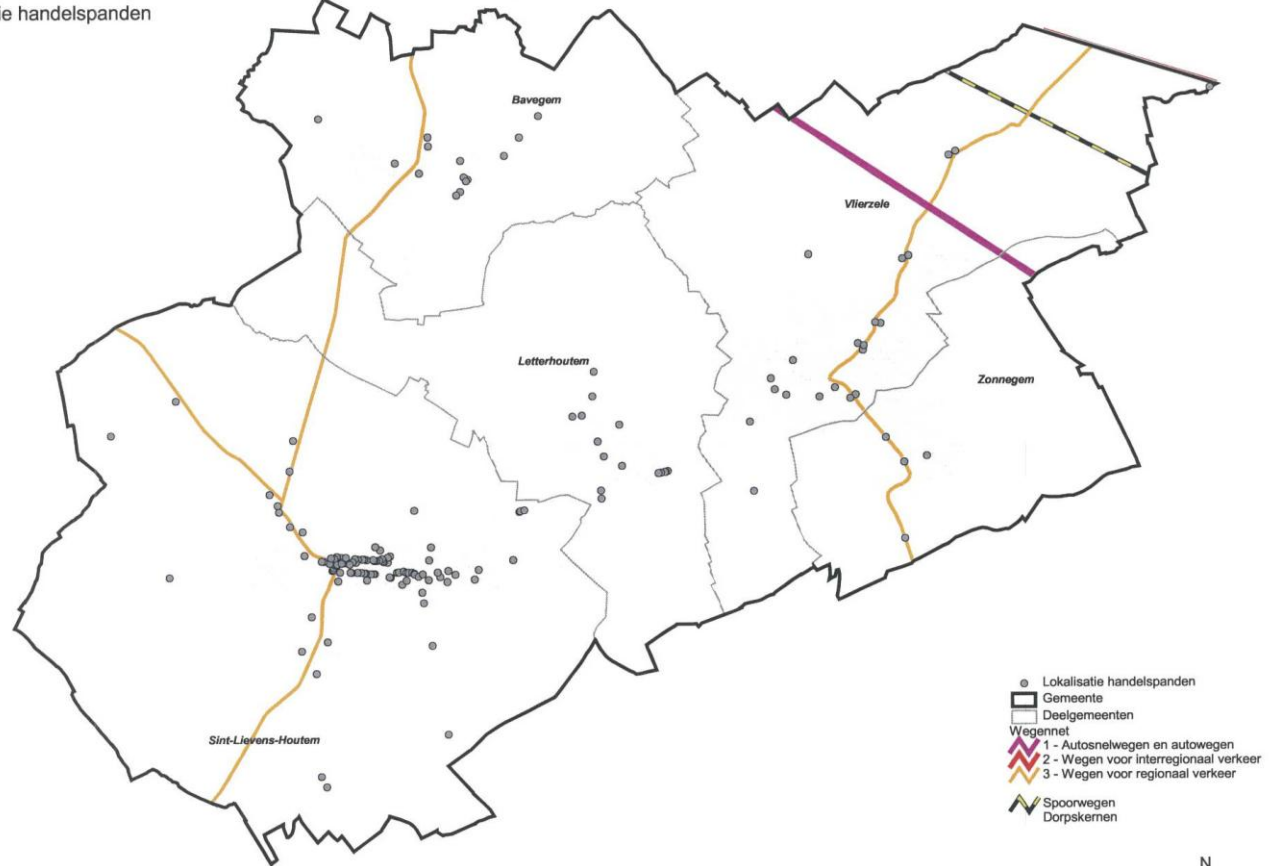 ie handelspanden
Bavegem
Vlierzele
Letterhoutem
Zonnegem
Sint-Lievens-Houtem
Lokalisatie handelspanden
Gemeente
Deelgemeenten
Wegennet
1 - Autosnelwegen en autowegen
2 - Wegen voor interregionaal verkeer
3 - Wegen voor regionaal verkeer
Spoorwegen
Dorpskernen
N